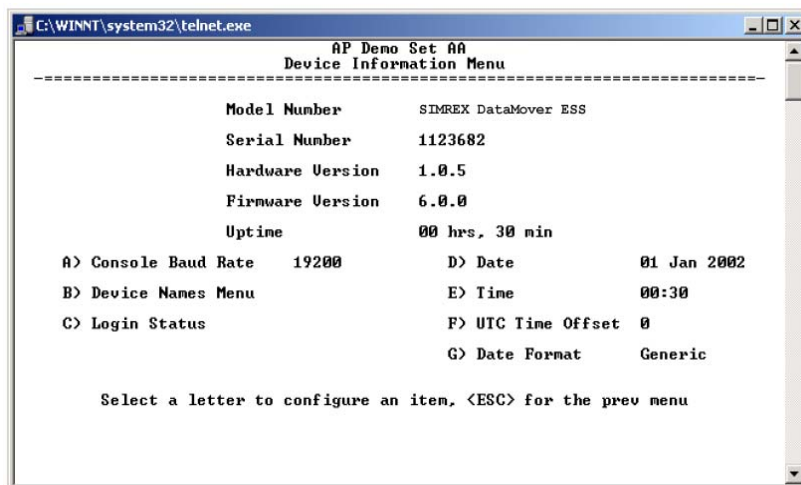 C:\WINNT\system32\telnet.exe
AP Demo Set AA
Device Information Menu
-==========================================================================-
Model Number SIMREX DataMover ESS
Serial Number 1123682
Hardware Version 1.0.5
Firmware Version 6.0.0
Uptime 00 hrs, 30 min
A) Console Baud Rate 19200 D) Date 01 Jan 2002
B) Device Names Menu E) Time 00:30
C) Login Status F) UTC Time Offset 0
G) Date Format Generic
Select a letter to configure an item, <ESC> for the prev menu